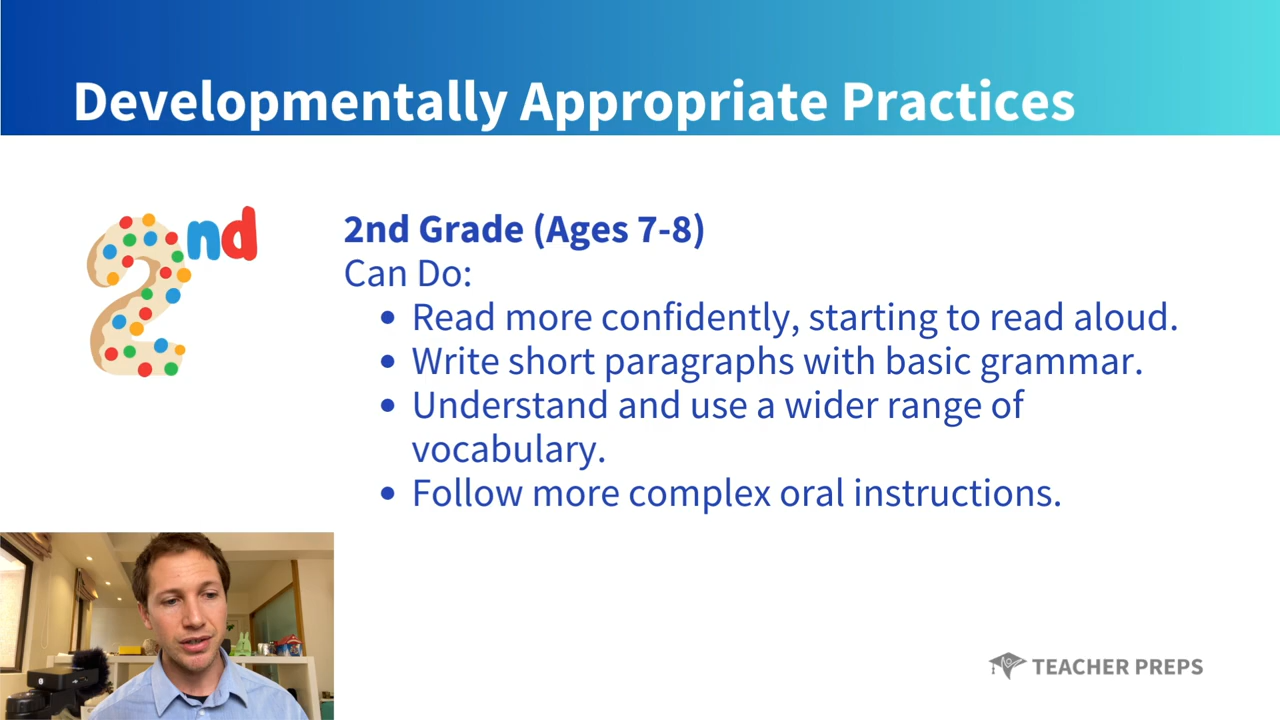 Developmentally Appropriate Practices
2nd
2nd Grade (Ages 7-8)
Can Do:
• Read more confidently, starting to read aloud.
• Write short paragraphs with basic grammar.
• Understand and use a wider range of
vocabulary.
• Follow more complex oral instructions.
TEACHER PREPS